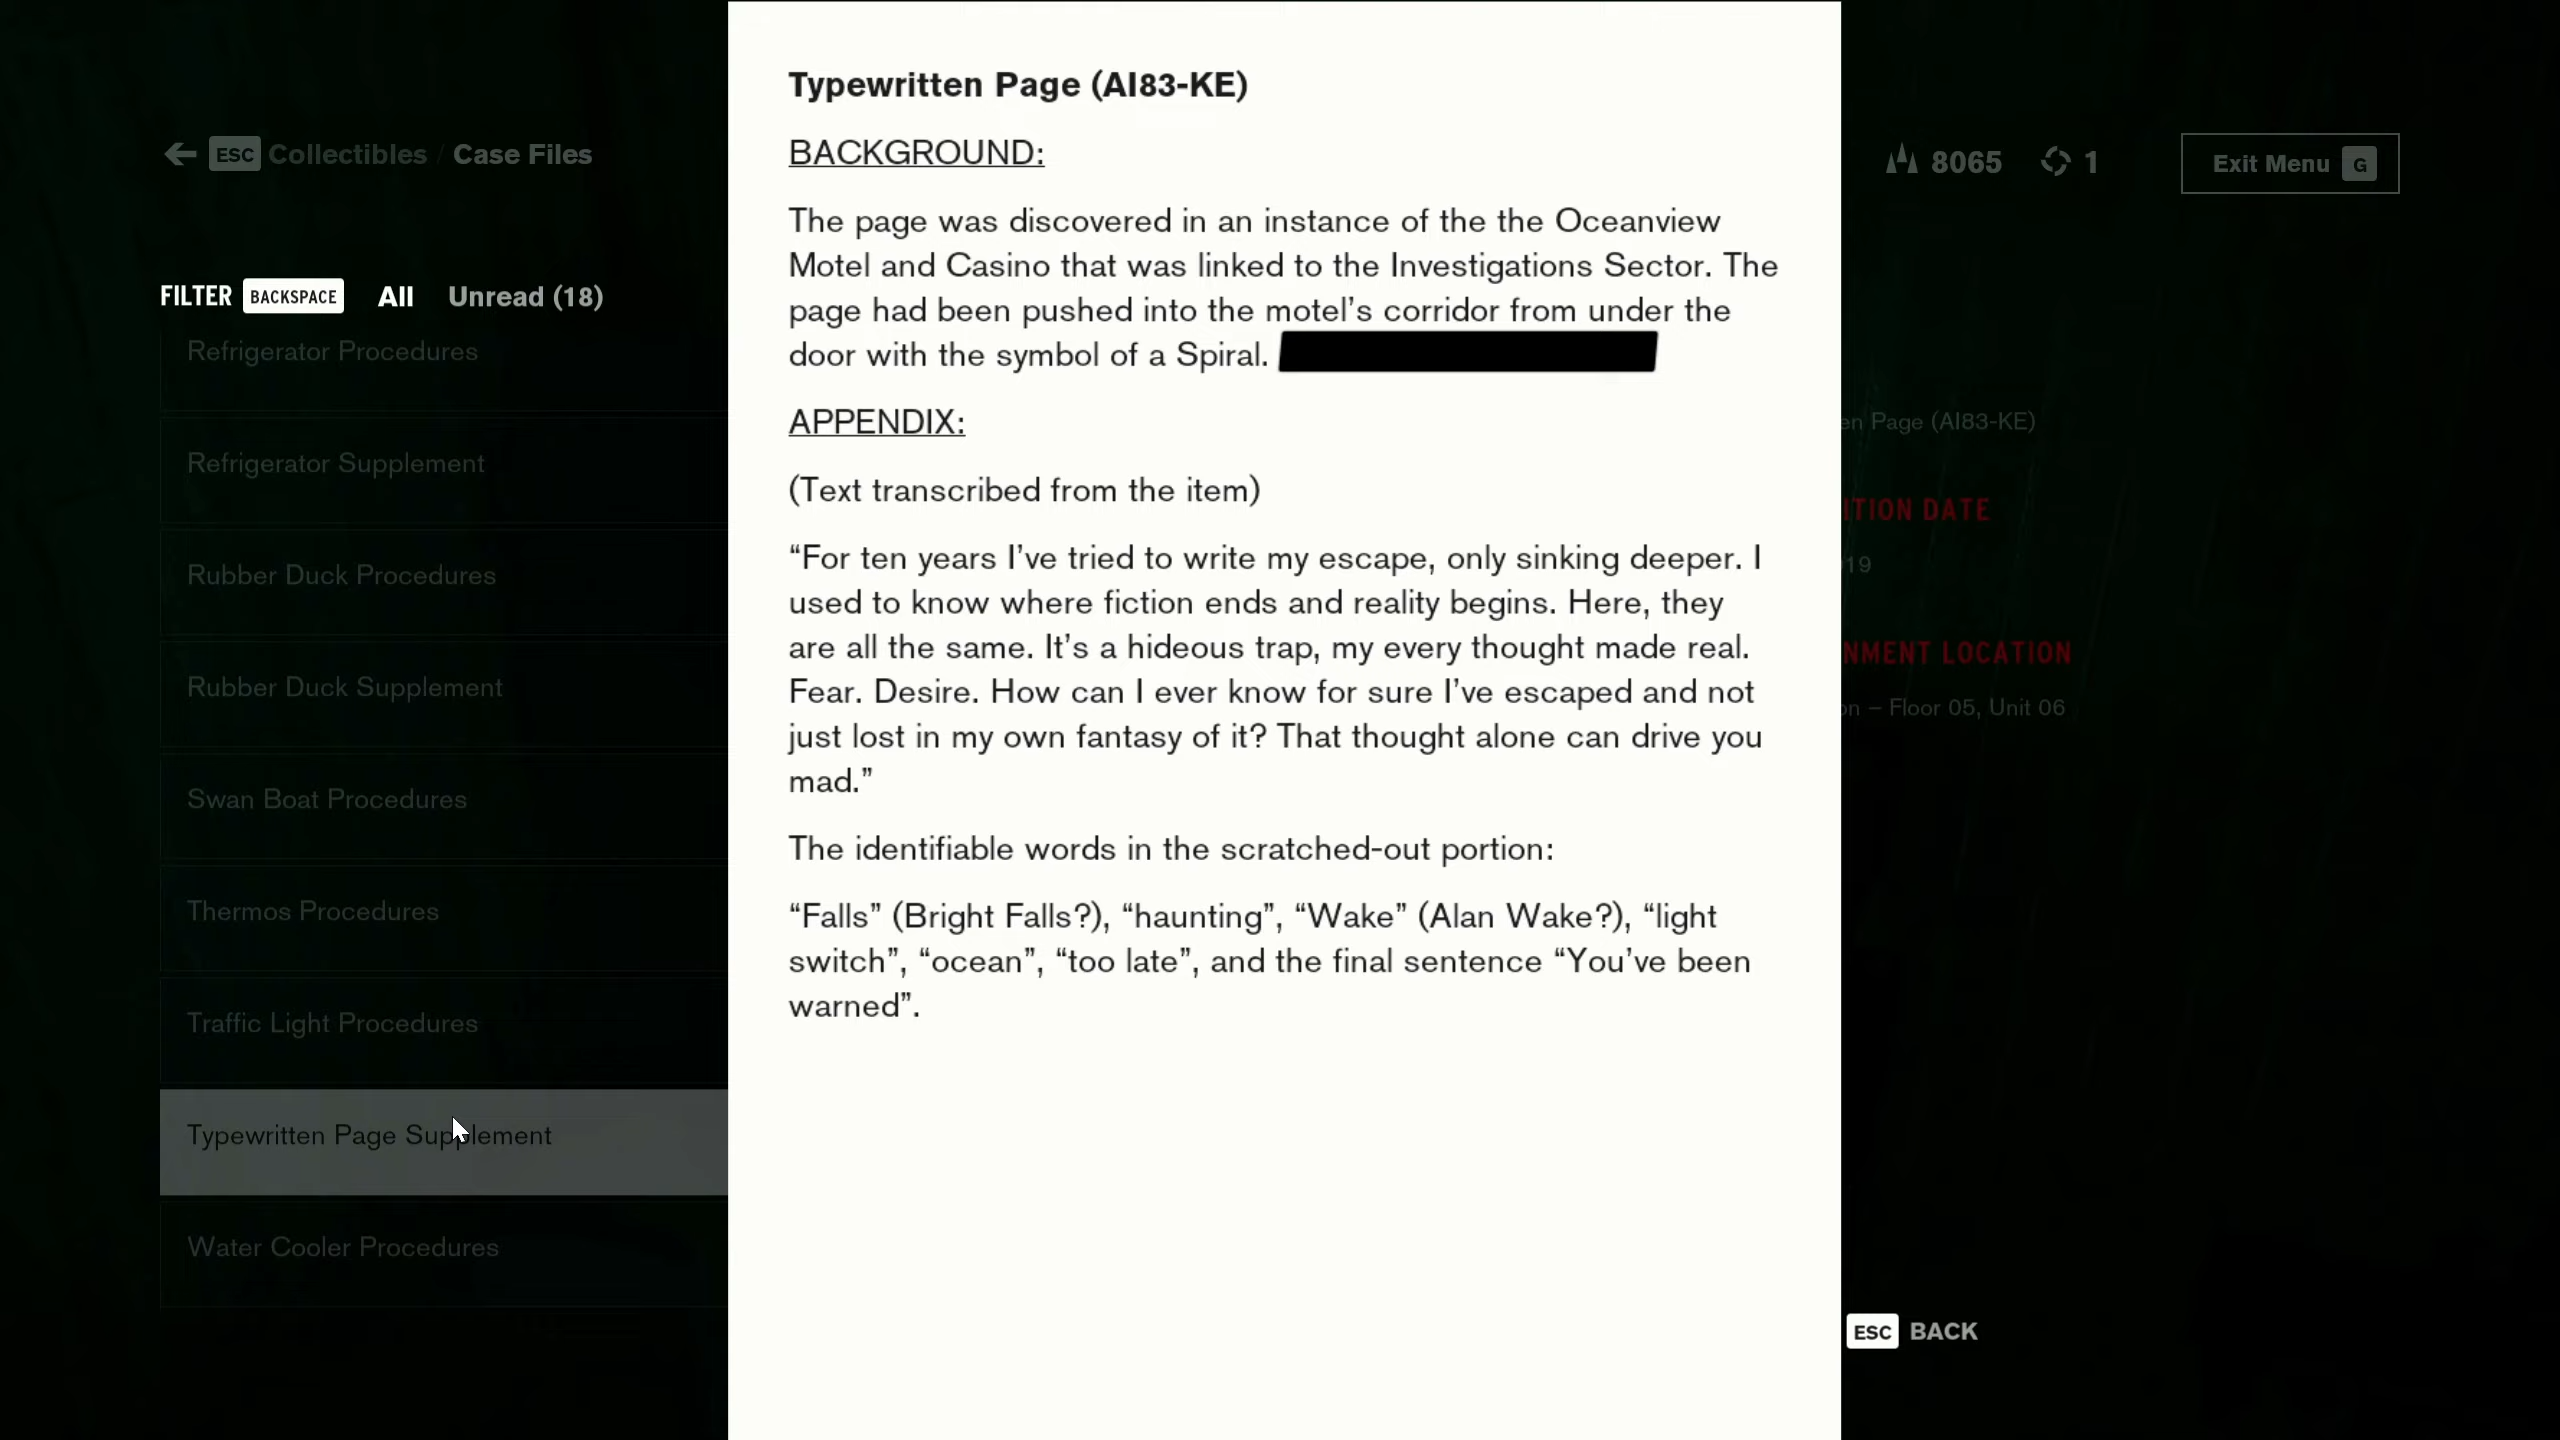 Typewritten Page (AI83-KE)
BACKGROUND:
The page was discovered in an instance of the the Oceanview
Motel and Casino that was linked to the Investigations Sector. The
page had been pushed into the motel's corridor from under the
door with the symbol of a Spiral.
APPENDIX:
(Text transcribed from the item)
“For ten years I’ve tried to write my escape, only sinking deeper. I
used to know where fiction ends and reality begins. Here, they
are all the same. It’s a hideous trap, my every thought made real.
Fear. Desire. How can I ever know for sure I’ve escaped and not
just lost in my own fantasy of it? That thought alone can drive you
mad.”
The identifiable words in the scratched-out portion:
“Falls” (Bright Falls?), “haunting”, “Wake” (Alan Wake?), “light
switch”, “ocean”, “too late”, and the final sentence “You’ve been
warned”.
ESC Collectibles / Case Files
FILTER BACKSPACE All Unread (18)
Refrigerator Procedures
Refrigerator Supplement
Rubber Duck Procedures
Rubber Duck Supplement
Swan Boat Procedures
Thermos Procedures
Traffic Light Procedures
Typewritten Page Supplement
Water Cooler Procedures
8065 1
Exit Menu G
en Page (AI83-KE)
ITION DATE
19
NMENT LOCATION
on – Floor 05, Unit 06
ESC BACK